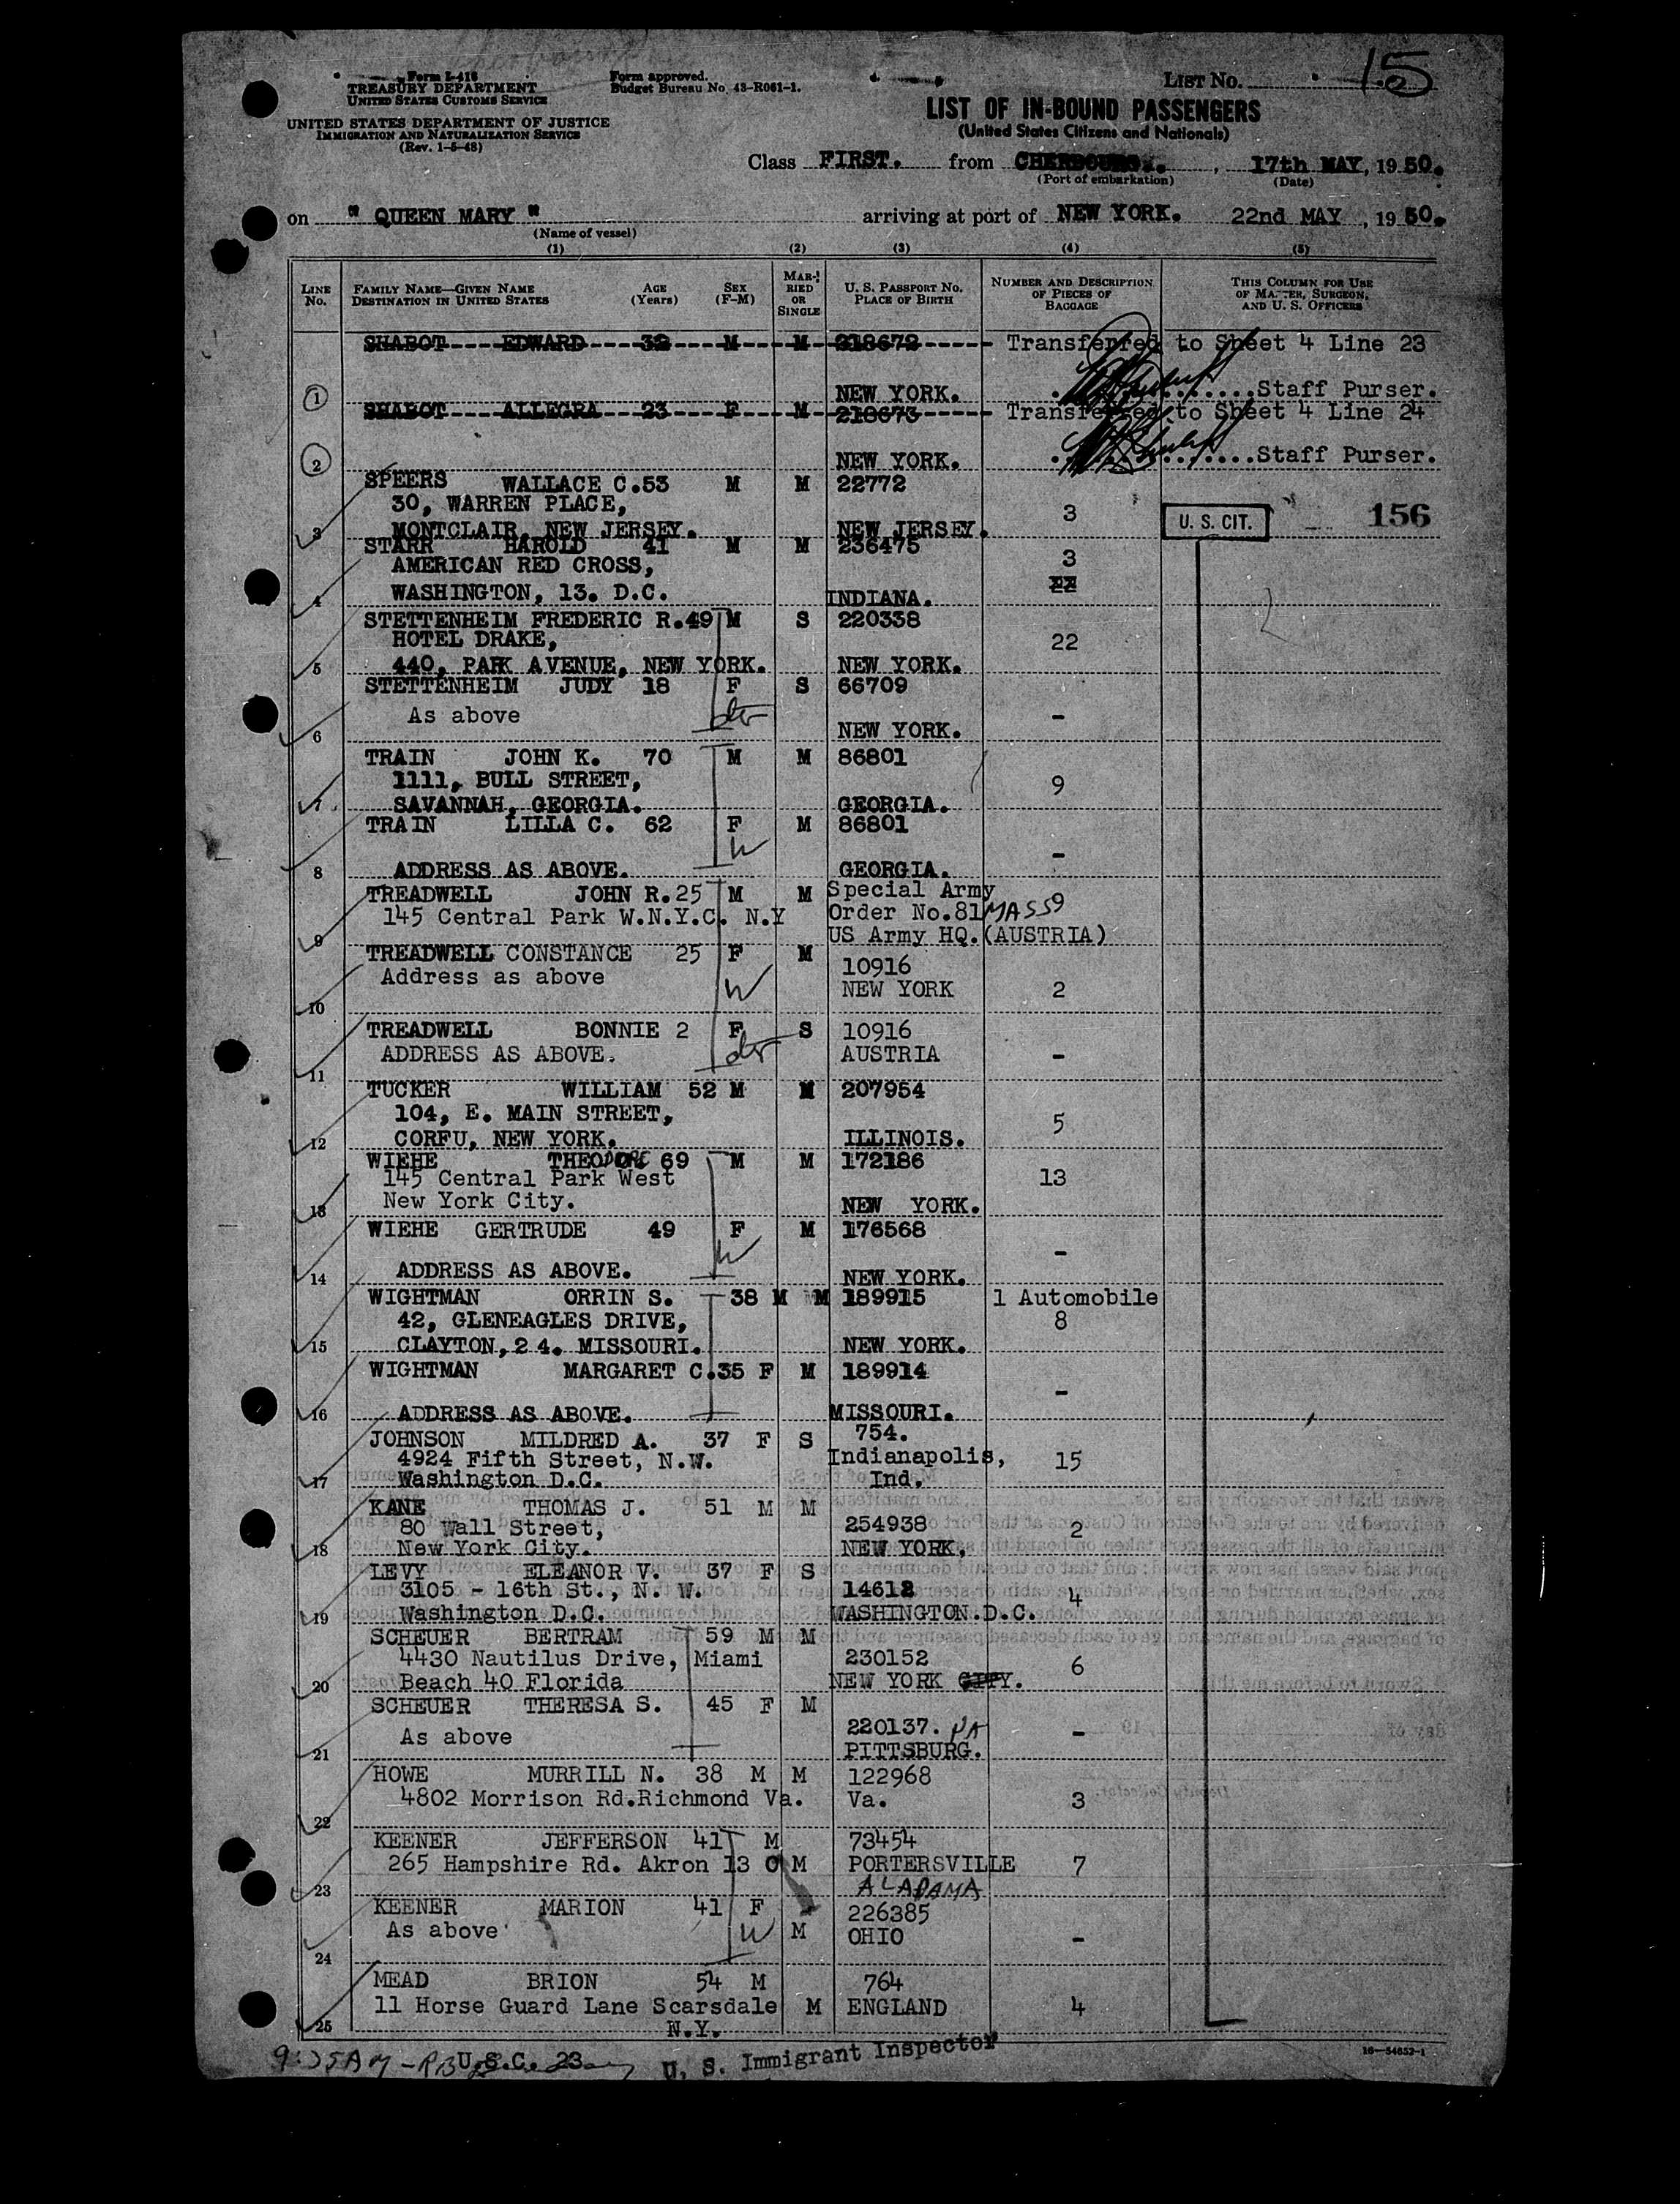 Form I-418
TREASURY DEPARTMENT
UNITED STATES CUSTOMS SERVICE
UNITED STATES DEPARTMENT OF JUSTICE
IMMIGRATION AND NATURALIZATION SERVICE
(Rev. 1-5-48)
Form approved.
Budget Bureau No. 43-R061-1.
LIST NO. 15
LIST OF IN-BOUND PASSENGERS
(United States Citizens and Nationals)
Class FIRST. from CHERBOURG., 17th MAY, 1950.
(Port of embarkation) (Date)
on " QUEEN MARY " arriving at port of NEW YORK. 22nd MAY, 1950.
(Name of vessel)
(1) (2) (3) (4) (5)
LINE NO. FAMILY NAME—GIVEN NAME DESTINATION IN UNITED STATES AGE (Years) SEX (F-M) MARRIED OR SINGLE U. S. PASSPORT NO. PLACE OF BIRTH NUMBER AND DESCRIPTION OF PIECES OF BAGGAGE THIS COLUMN FOR USE OF MASTER, SURGEON, AND U. S. OFFICERS
SHABOT EDWARD 32 M M 218672 Transferred to Sheet 4 Line 23
1 NEW YORK. Staff Purser.
SHABOT ALLEGRA 23 F M 218673 Transferred to Sheet 4 Line 24
2 NEW YORK. Staff Purser.
SPEERS WALLACE C. 53 M M 22772
30, WARREN PLACE, 3 U. S. CIT. 156
3 MONTCLAIR, NEW JERSEY. NEW JERSEY.
STARR HAROLD 41 M M 236475
AMERICAN RED CROSS, 3
22
4 WASHINGTON, 13. D.C. INDIANA.
STETTENHEIM FREDERIC R. 49 M S 220338
HOTEL DRAKE, 22
5 440, PARK AVENUE, NEW YORK. NEW YORK.
STETTENHEIM JUDY 18 F S 66709
As above dtr -
6 NEW YORK.
TRAIN JOHN K. 70 M M 86801
1111, BULL STREET, 9
7 SAVANNAH, GEORGIA. GEORGIA.
TRAIN LILLA C. 62 F M 86801
W -
8 ADDRESS AS ABOVE. GEORGIA.
TREADWELL JOHN R. 25 M M Special Army
145 Central Park W.N.Y.C. N.Y Order No.81 MASS 9
9 US Army HQ.(AUSTRIA)
TREADWELL CONSTANCE 25 F M 10916
Address as above W NEW YORK 2
10
TREADWELL BONNIE 2 F S 10916
ADDRESS AS ABOVE. dtr AUSTRIA -
11
TUCKER WILLIAM 52 M M 207954
104, E. MAIN STREET, 5
12 CORFU, NEW YORK. ILLINOIS.
WIEHE THEODORE 69 M M 172186
145 Central Park West 13
13 New York City. NEW YORK.
WIEHE GERTRUDE 49 F M 176568
W -
14 ADDRESS AS ABOVE. NEW YORK.
WIGHTMAN ORRIN S. 38 M M 189915 1 Automobile
42, GLENEAGLES DRIVE, 8
15 CLAYTON, 24. MISSOURI. NEW YORK.
WIGHTMAN MARGARET C. 35 F M 189914
-
16 ADDRESS AS ABOVE. MISSOURI.
JOHNSON MILDRED A. 37 F S 754.
4924 Fifth Street, N.W. Indianapolis, 15
17 Washington D.C. Ind.
KANE THOMAS J. 51 M M
80 Wall Street, 254938 2
18 New York City. NEW YORK.
LEVY ELEANOR V. 37 F S
3105 - 16th St., N. W. 14612 4
19 Washington D.C. WASHINGTON.D.C.
SCHEUER BERTRAM 59 M M
4430 Nautilus Drive, Miami 230152 6
20 Beach 40 Florida NEW YORK CITY.
SCHEUER THERESA S. 45 F M
As above 220137. PA -
21 PITTSBURG.
HOWE MURRILL N. 38 M M 122968
4802 Morrison Rd.Richmond Va. Va. 3
22
KEENER JEFFERSON 41 M 73454
265 Hampshire Rd. Akron 13 O M PORTERSVILLE 7
23 ALABAMA
KEENER MARION 41 F 226385
As above W M OHIO -
24
MEAD BRION 54 M 764
11 Horse Guard Lane Scarsdale M ENGLAND 4
25 N.Y.
9:25AM - U.S.C. 23 U. S. Immigrant Inspector
16—54652-1